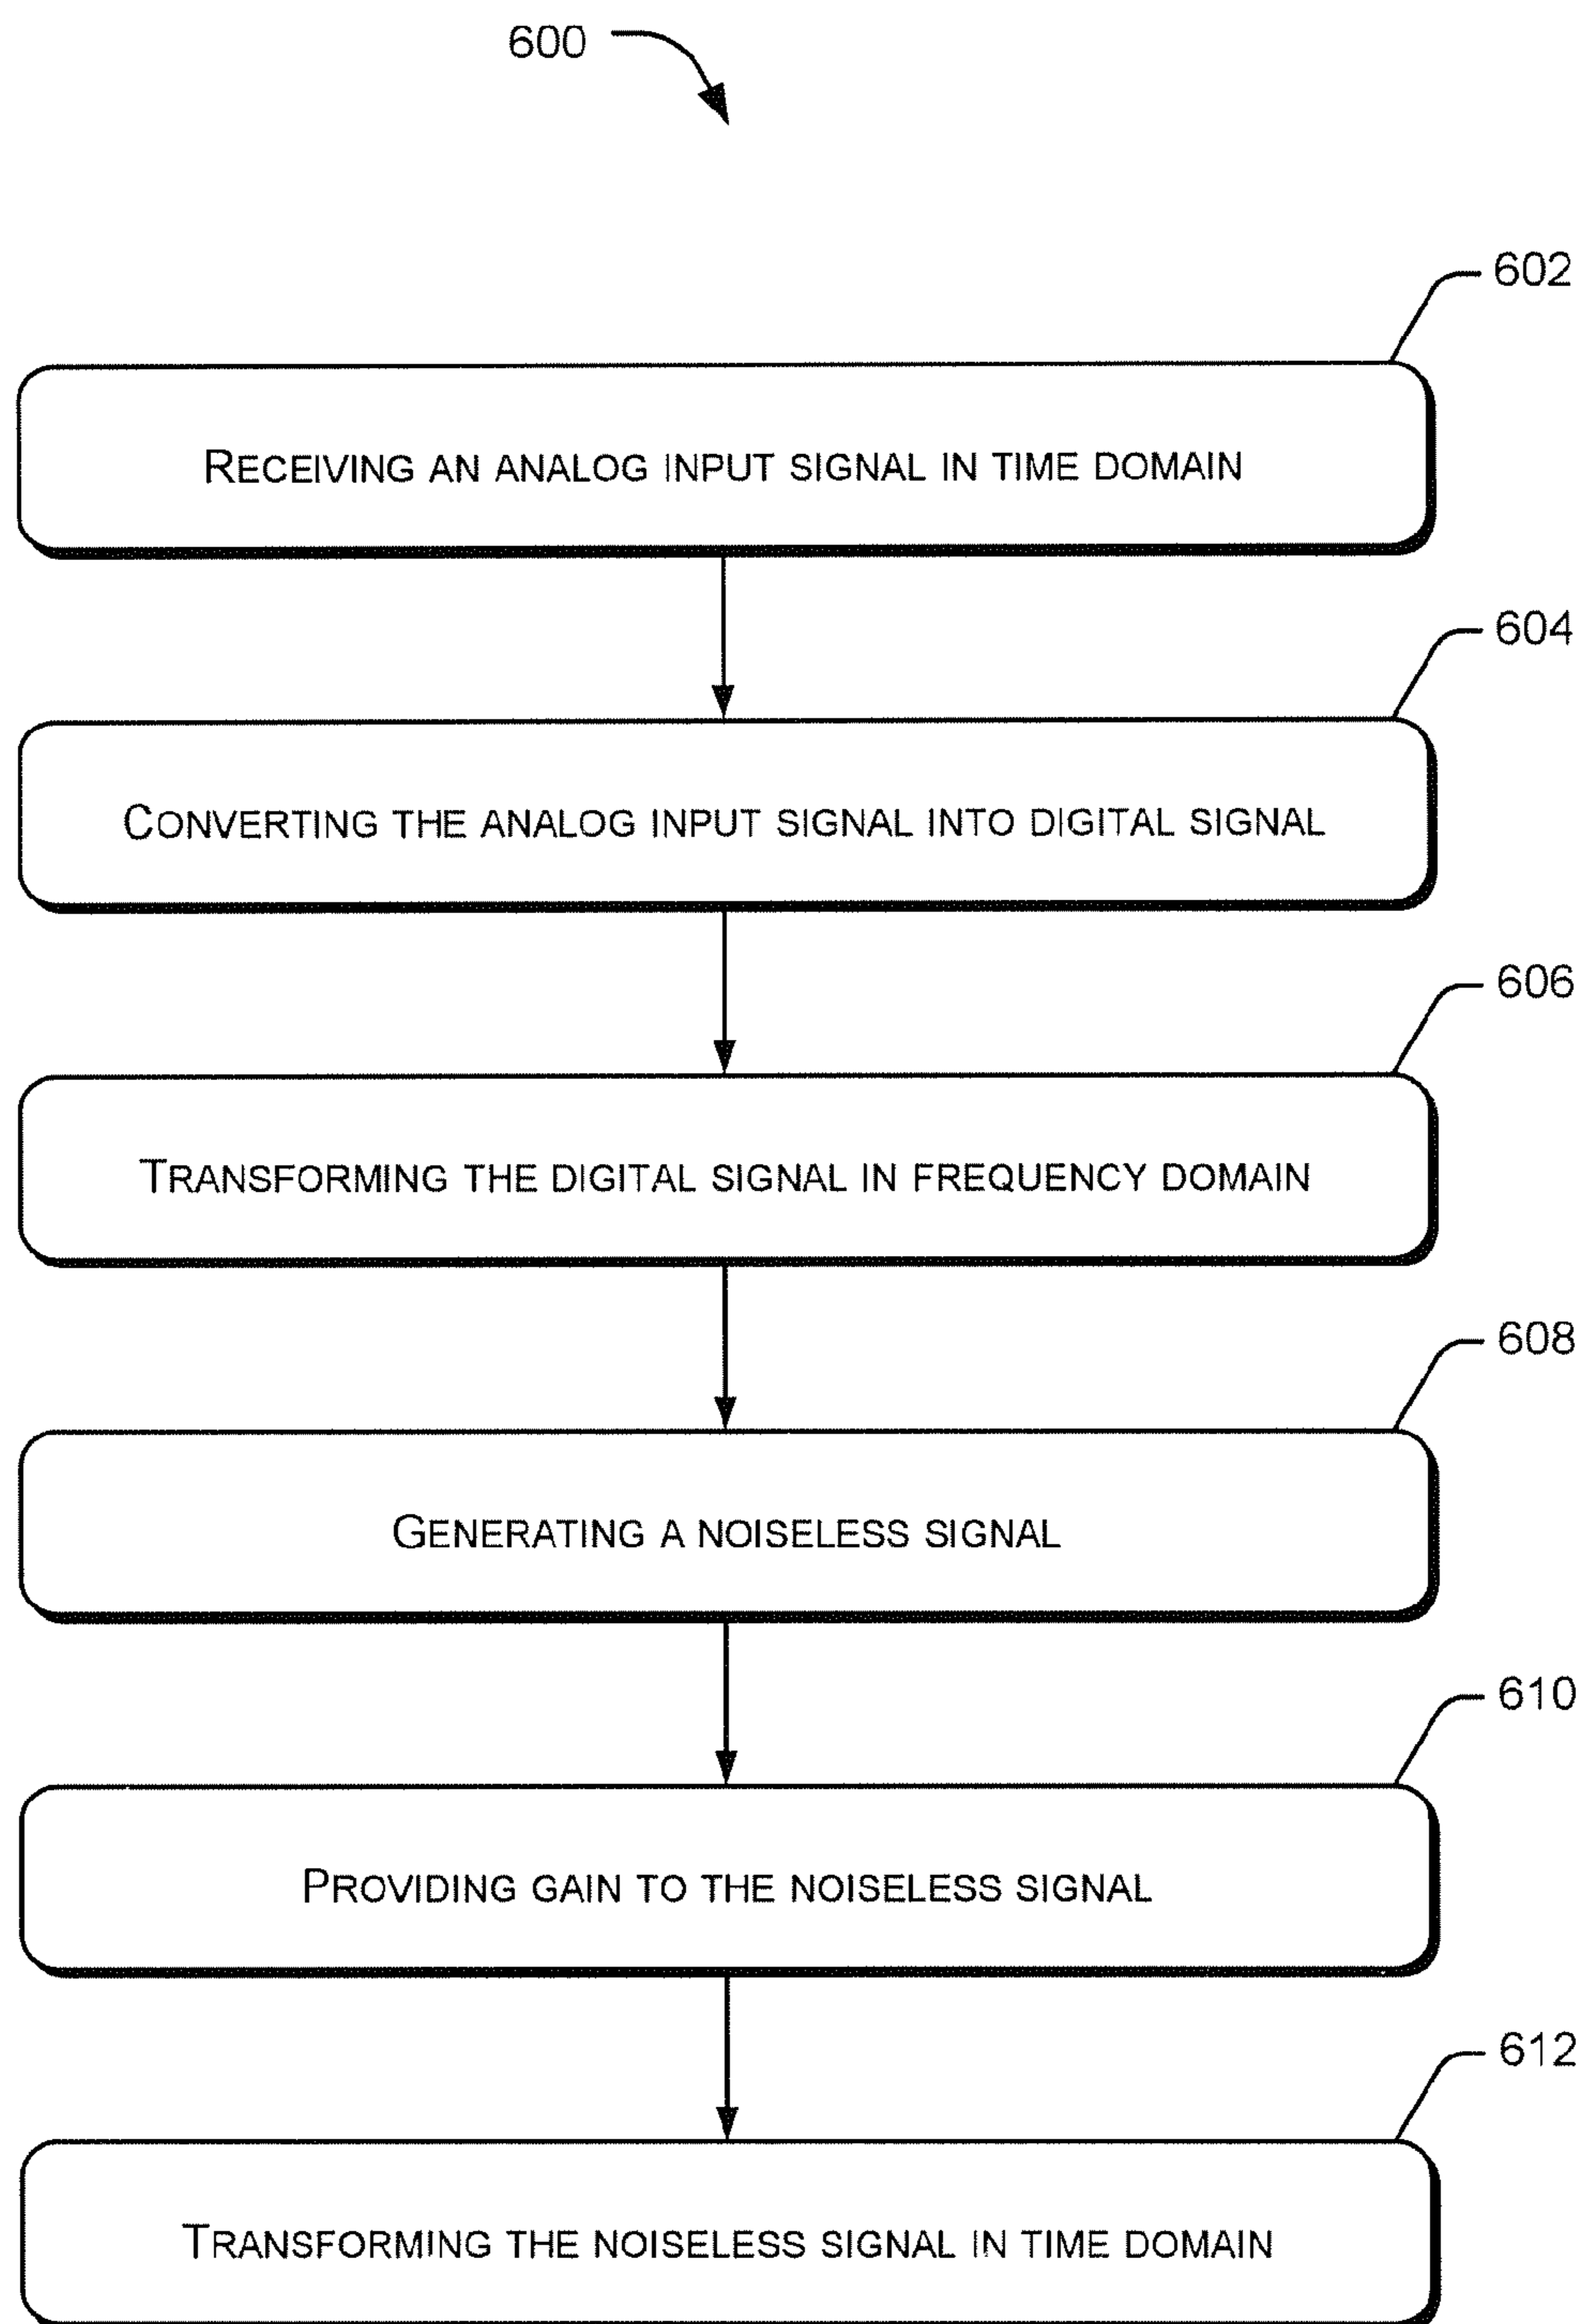 600
602
RECEIVING AN ANALOG INPUT SIGNAL IN TIME DOMAIN
604
CONVERTING THE ANALOG INPUT SIGNAL INTO DIGITAL SIGNAL
606
TRANSFORMING THE DIGITAL SIGNAL IN FREQUENCY DOMAIN
608
GENERATING A NOISELESS SIGNAL
610
PROVIDING GAIN TO THE NOISELESS SIGNAL
612
TRANSFORMING THE NOISELESS SIGNAL IN TIME DOMAIN